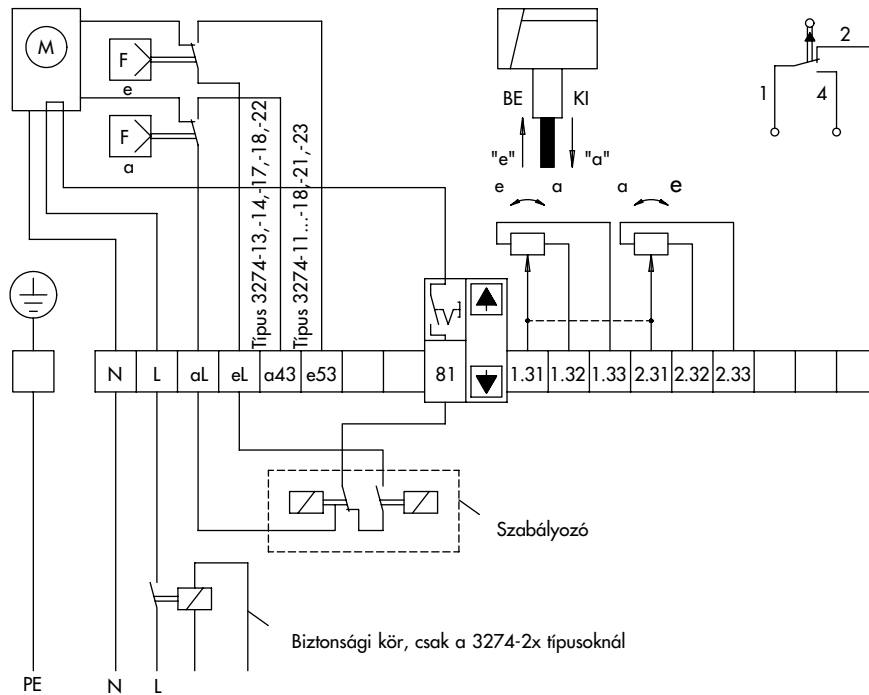 M
F
e
F
a
Típus 3274-13,-14,-17,-18,-22
Típus 3274-11...-18,-21,-23
BE KI
"e" "a"
e a
a e
1 2 4
N L aL eL a43 e53 81 1.31 1.32 1.33 2.31 2.32 2.33
Szabályozó
Biztonsági kör, csak a 3274-2x típusoknál
PE N L